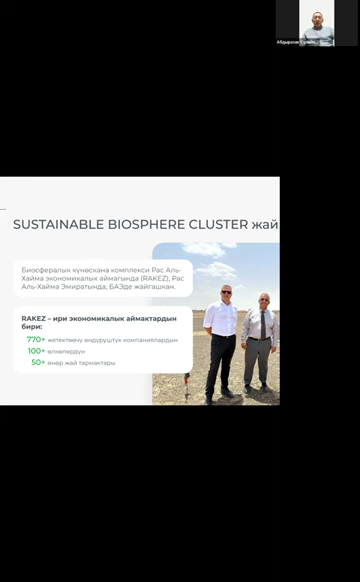 Абдыразак
SUSTAINABLE BIOSPHERE CLUSTER жай
Биосфералык күнөскана комплекси Рас Аль-
Хайма экономикалык аймагында (RAKEZ), Рас
Аль-Хайма Эмиратында, БАЭде жайгашкан.
RAKEZ – ири экономикалык аймактардын
бири:
770+ жетектөөчү өндүрүштүк компаниялардын
100+ өлкөлөрдүн
50+ өнөр жай тармактары